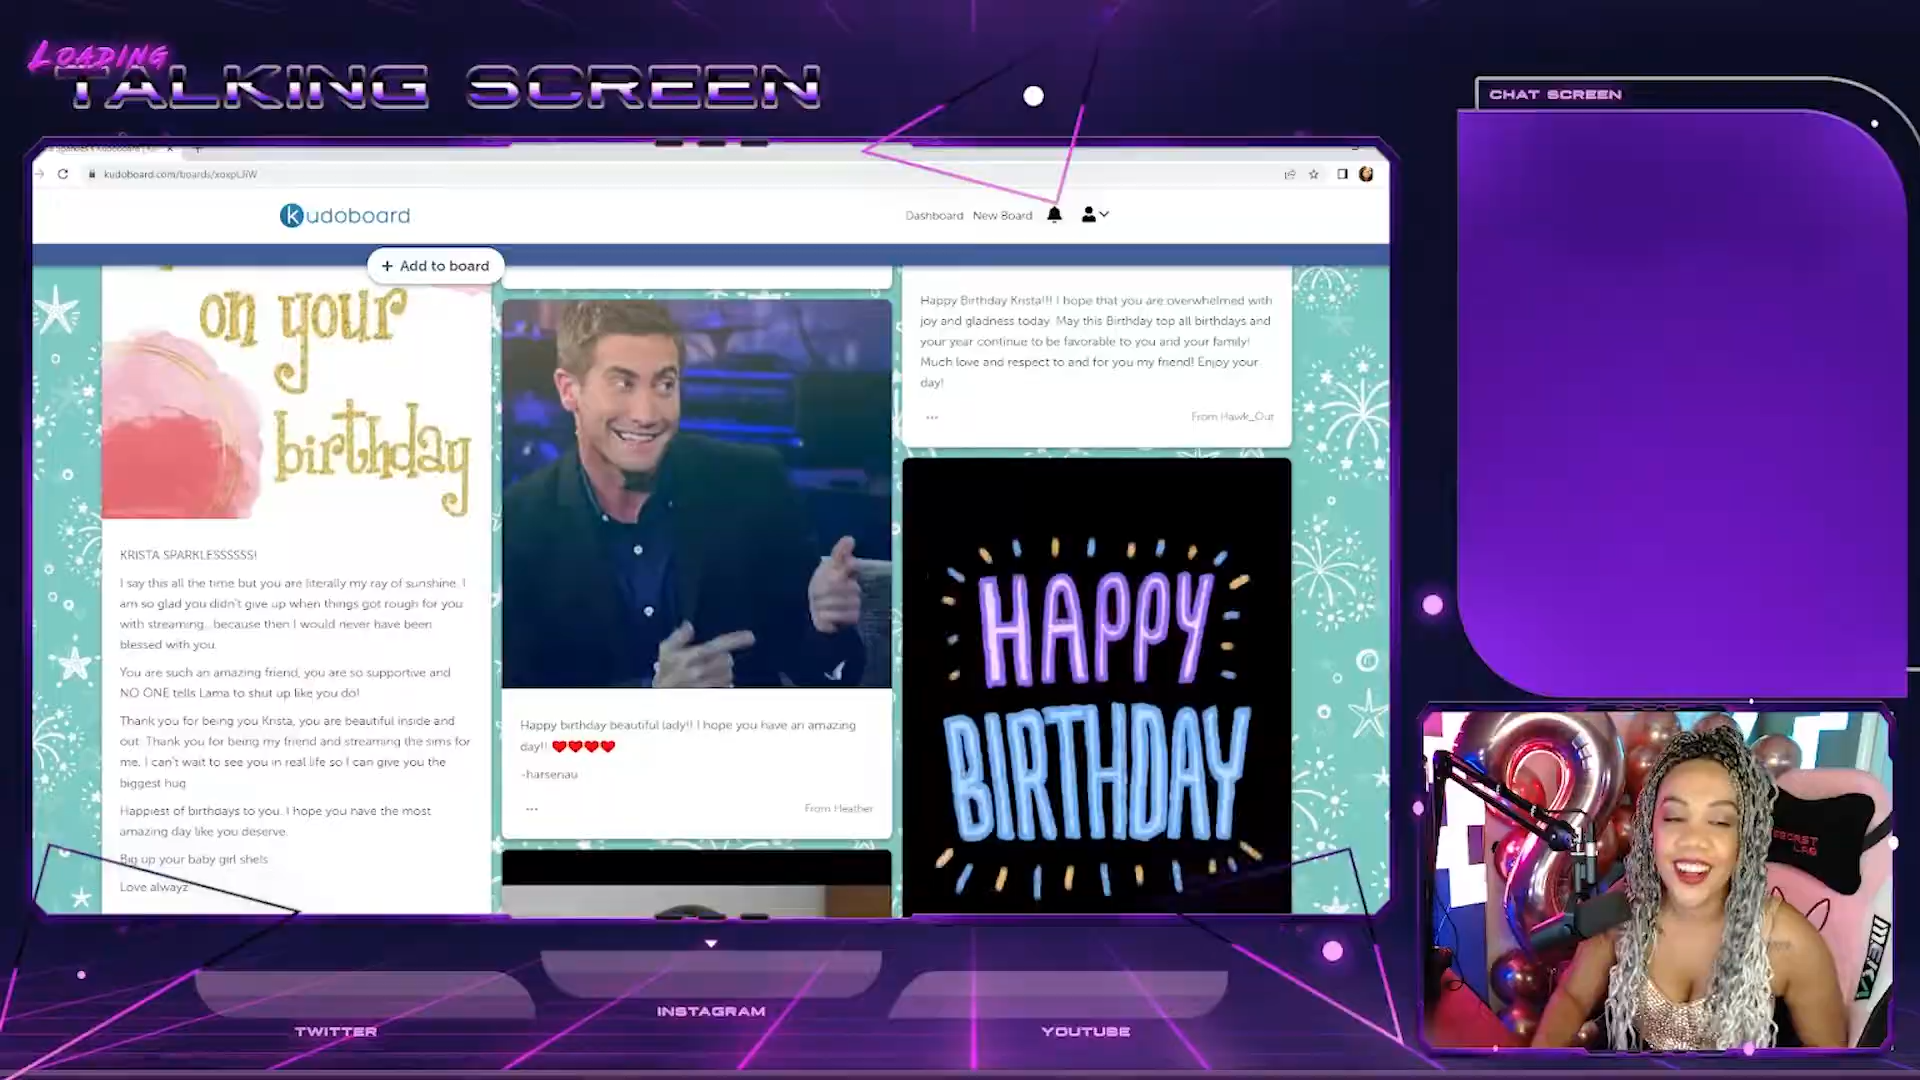 LOADING
TALKING SCREEN
CHAT SCREEN
kudoboard.com/boards/xoxpLJiW
kudoboard
Dashboard New Board
+ Add to board
on your
birthday
KRISTA SPARKLESSSSSS!
I say this all the time but you are literally my ray of sunshine. I
am so glad you didn't give up when things got rough for you
with streaming...because then I would never have been
blessed with you.
You are such an amazing friend, you are so supportive and
NO ONE tells Lama to shut up like you do!
Thank you for being you Krista, you are beautiful inside and
out. Thank you for being my friend and streaming the sims for
me. I can't wait to see you in real life so I can give you the
biggest hug
Happiest of birthdays to you. I hope you have the most
amazing day like you deserve.
Big up your baby girl shels
Love alwayz
Happy birthday beautiful lady!! I hope you have an amazing
day!! ❤❤❤❤
-harsenau
From Heather
Happy Birthday Krista!!! I hope that you are overwhelmed with
joy and gladness today. May this Birthday top all birthdays and
your year continue to be favorable to you and your family!
Much love and respect to and for you my friend! Enjoy your
day!
From Hawk_Out
HAPPY
BIRTHDAY
SECRET
LAB
MEKA
TWITTER
INSTAGRAM
YOUTUBE